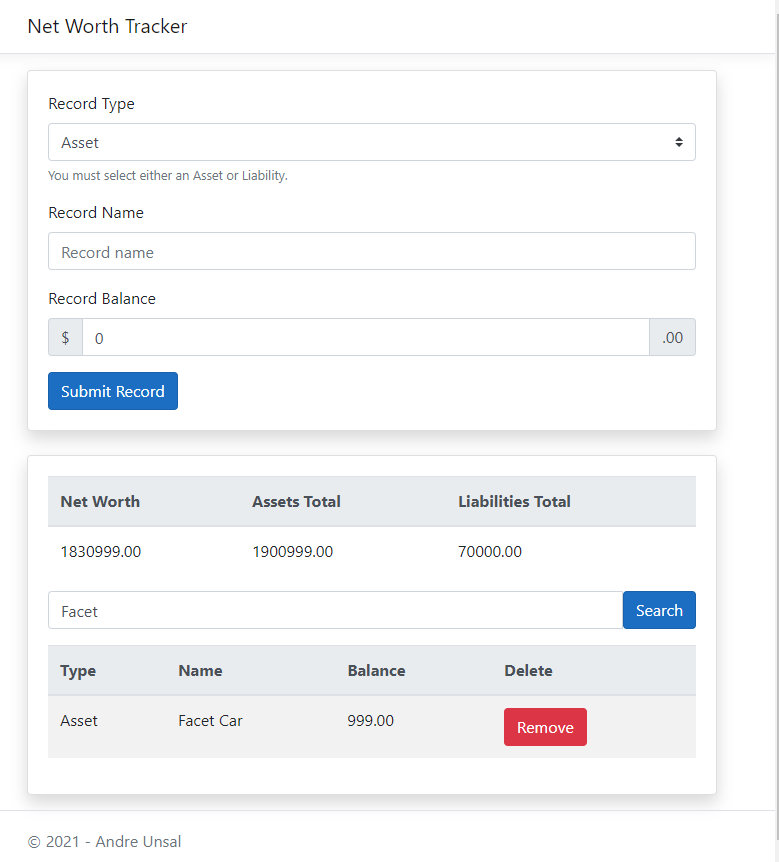 Net Worth Tracker
Record Type
Asset
You must select either an Asset or Liability.
Record Name
Record name
Record Balance
$ 0 .00
Submit Record
Net Worth Assets Total Liabilities Total
1830999.00 1900999.00 70000.00
Facet Search
Type Name Balance Delete
Asset Facet Car 999.00 Remove
© 2021 - Andre Unsal